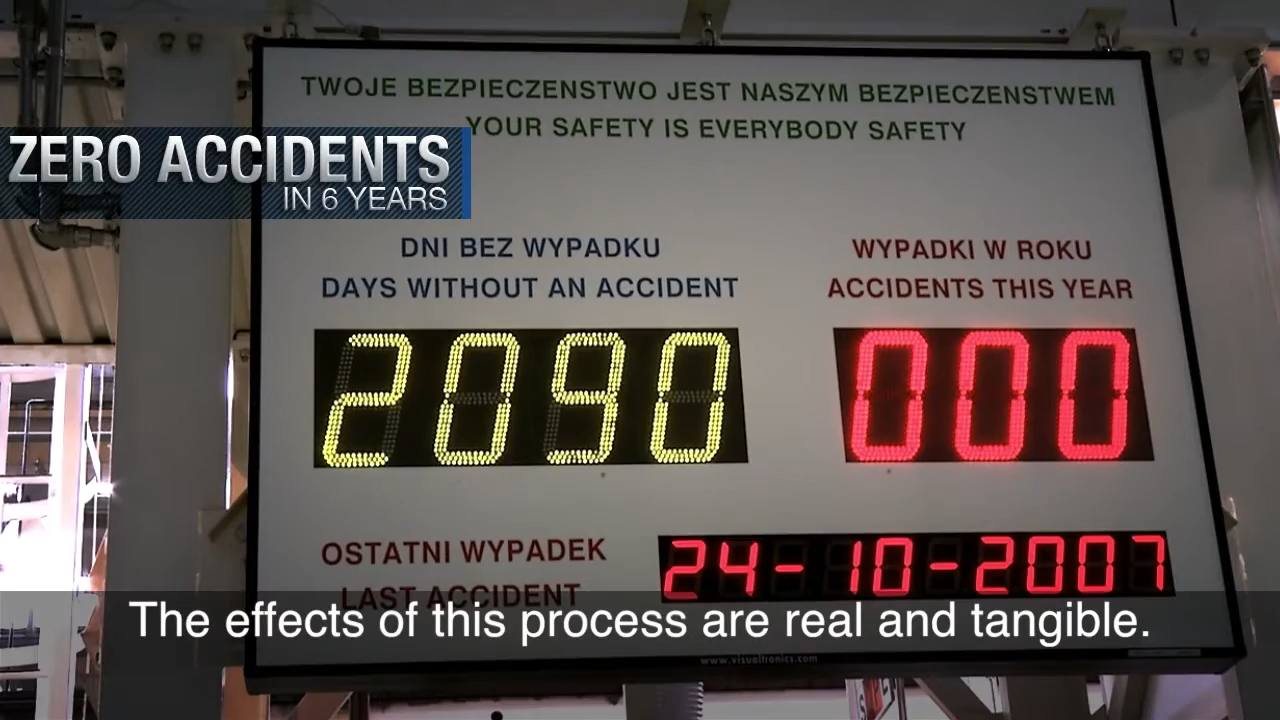 TWOJE BEZPIECZENSTWO JEST NASZYM BEZPIECZENSTWEM
YOUR SAFETY IS EVERYBODY SAFETY
ZERO ACCIDENTS
IN 6 YEARS
DNI BEZ WYPADKU
DAYS WITHOUT AN ACCIDENT
2090
WYPADKI W ROKU
ACCIDENTS THIS YEAR
000
OSTATNI WYPADEK
LAST ACCIDENT
24-10-2007
The effects of this process are real and tangible.
www.visualtronics.com